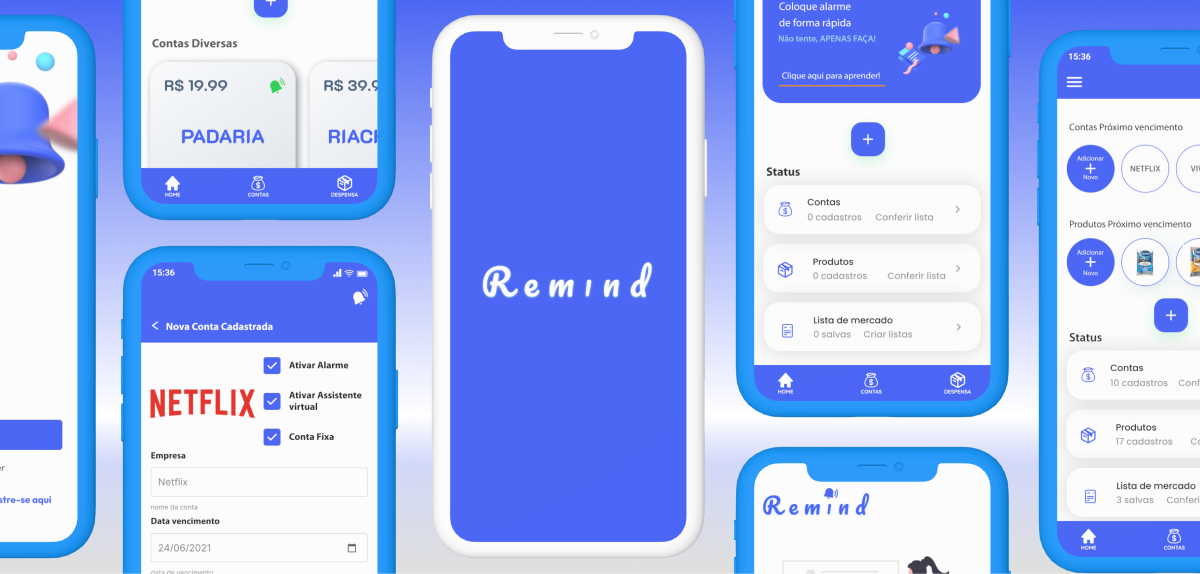 er
stre-se aqui
Contas Diversas
R$ 19.99
R$ 39.9
PADARIA
RIAC
HOME
CONTAS
DESPENSA
15:36
Nova Conta Cadastrada
NETFLIX
Ativar Alarme
Ativar Assistente
virtual
Conta Fixa
Empresa
Netflix
nome da conta
Data vencimento
24/06/2021
data de vencimento
Remind
Coloque alarme
de forma rápida
Não tente, APENAS FAÇA!
Clique aqui para aprender!
Status
Contas
0 cadastros Conferir lista
Produtos
0 cadastros Conferir lista
Lista de mercado
0 salvas Criar listas
HOME
CONTAS
DESPENSA
Remind
15:36
Contas Próximo vencimento
Adicionar
Novo
NETFLIX
VIV
Produtos Próximo vencimento
Adicionar
Novo
Status
Contas
10 cadastros Conf
Produtos
17 cadastros Co
Lista de mercado
3 salvas Conferi
HOME
CONTAS